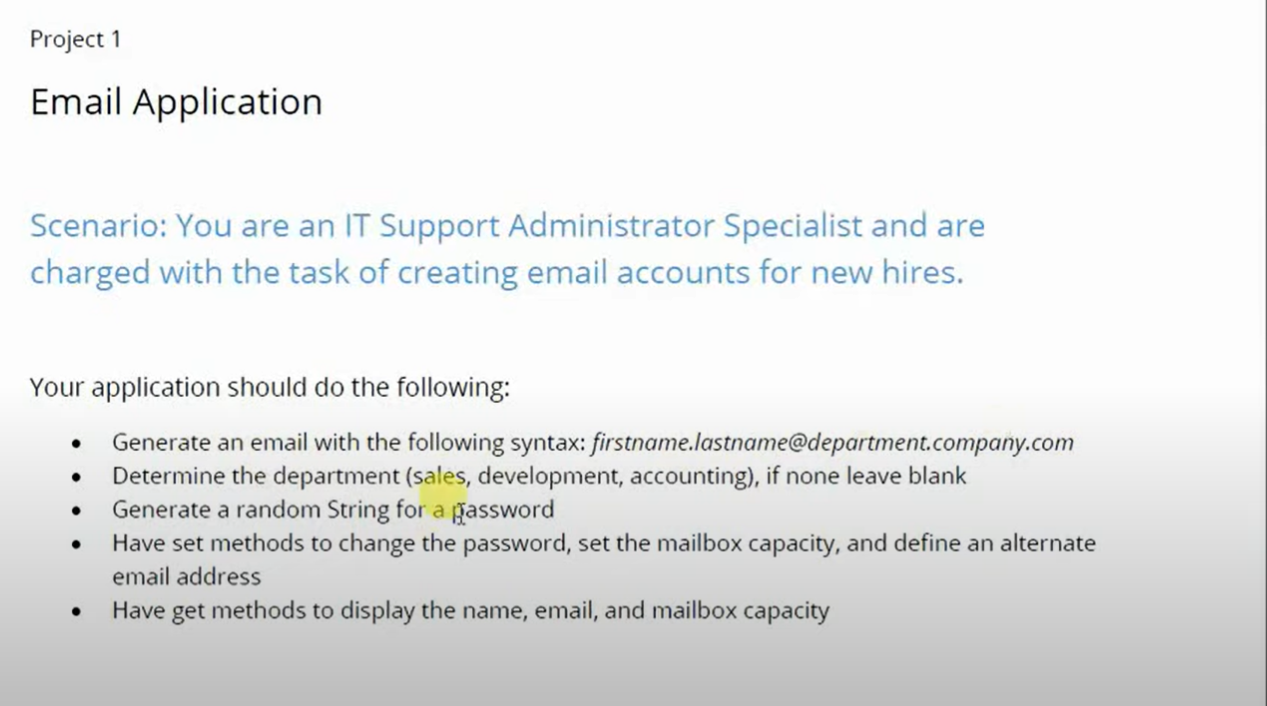 Project 1
Email Application
Scenario: You are an IT Support Administrator Specialist and are
charged with the task of creating email accounts for new hires.
Your application should do the following:
• Generate an email with the following syntax: firstname.lastname@department.company.com
• Determine the department (sales, development, accounting), if none leave blank
• Generate a random String for a password
• Have set methods to change the password, set the mailbox capacity, and define an alternate
email address
• Have get methods to display the name, email, and mailbox capacity